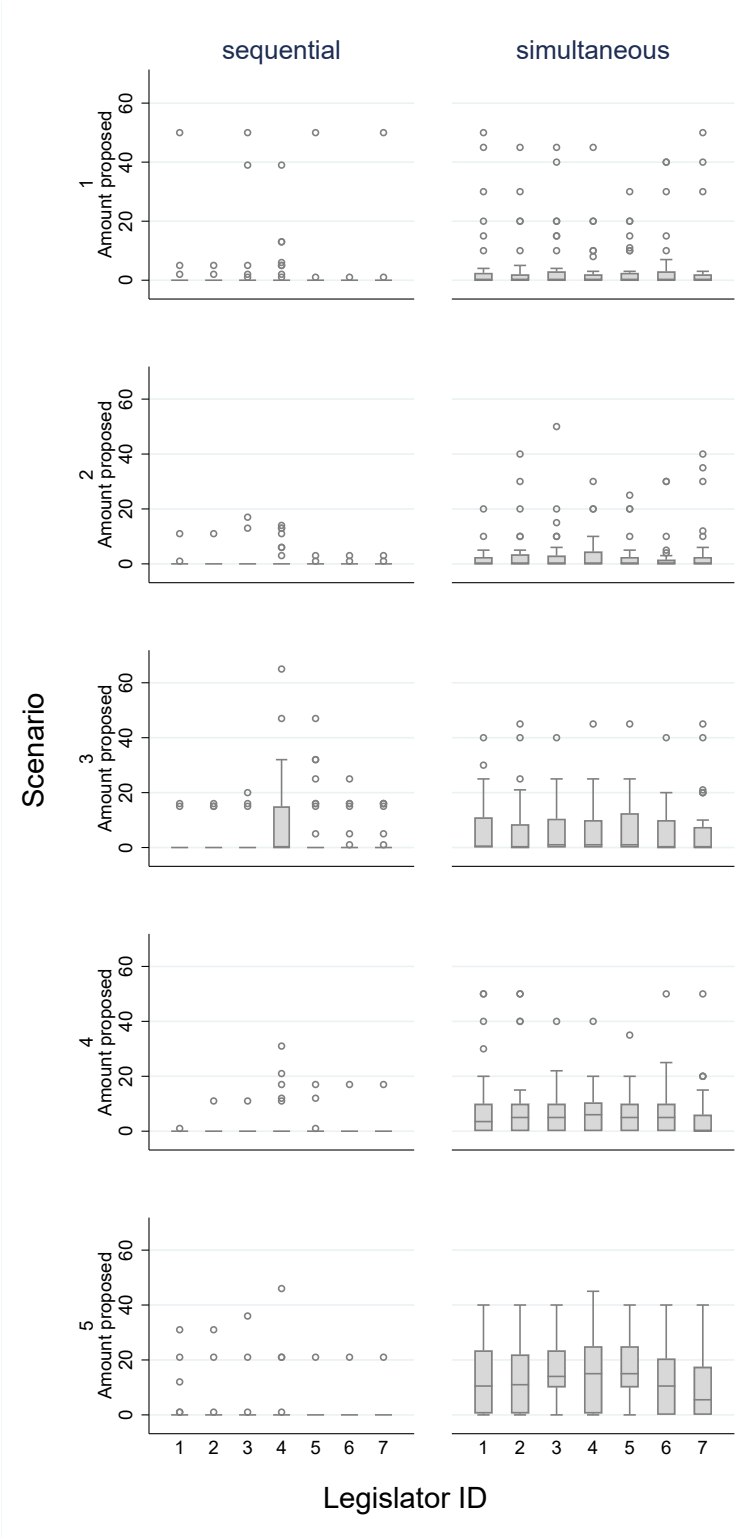 sequential simultaneous
Scenario
1
Amount proposed
0 20 40 60
2
Amount proposed
0 20 40 60
3
Amount proposed
0 20 40 60
4
Amount proposed
0 20 40 60
5
Amount proposed
0 20 40 60
1 2 3 4 5 6 7 1 2 3 4 5 6 7
Legislator ID